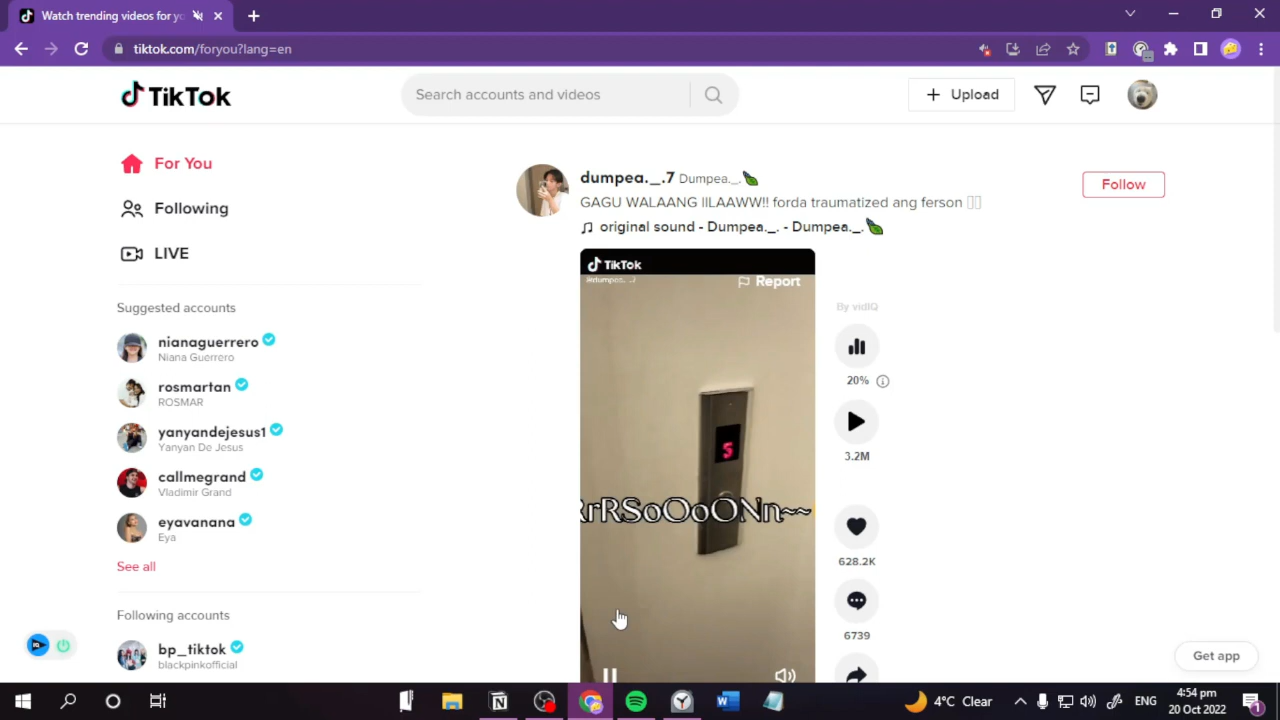 Watch trending videos for yo
tiktok.com/foryou?lang=en
TikTok
Search accounts and videos
Upload
For You
Following
LIVE
Suggested accounts
nianaguerrero
Niana Guerrero
rosmartan
ROSMAR
yanyandejesus1
Yanyan De Jesus
callmegrand
Vladimir Grand
eyavanana
Eya
See all
Following accounts
bp_tiktok
blackpinkofficial
dumpea._.7 Dumpea._.
GAGU WALAANG IILAAWW!! forda traumatized ang ferson
original sound - Dumpea._. - Dumpea._.
Follow
TikTok
Report
5
RrRSoOoONn~~
By vidIQ
20%
3.2M
628.2K
6739
Get app
4°C Clear
ENG
4:54 pm
20 Oct 2022
1